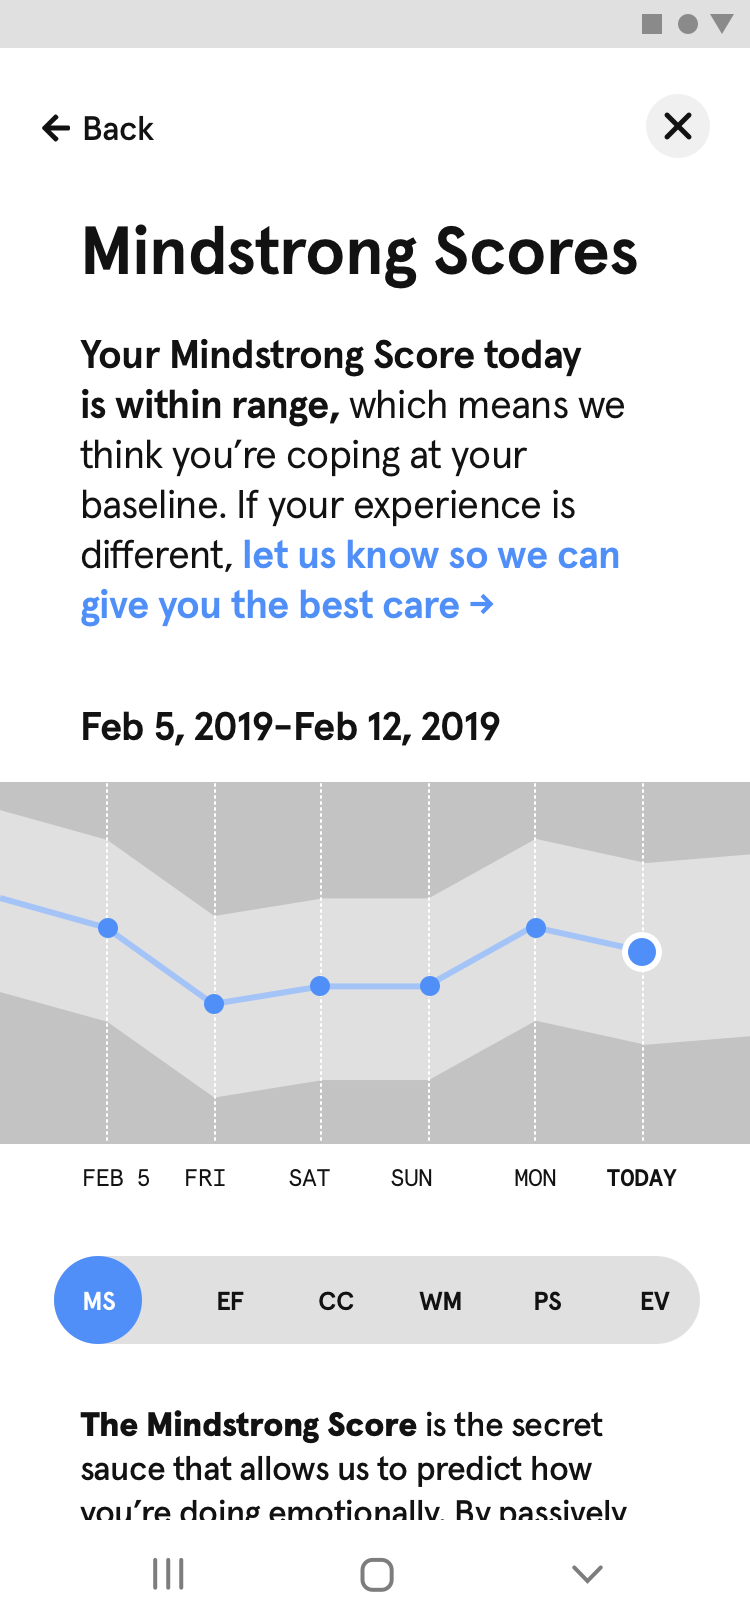 Back
Mindstrong Scores
Your Mindstrong Score today
is within range, which means we
think you’re coping at your
baseline. If your experience is
different, let us know so we can
give you the best care →
Feb 5, 2019–Feb 12, 2019
FEB 5 FRI SAT SUN MON TODAY
MS EF CC WM PS EV
The Mindstrong Score is the secret
sauce that allows us to predict how
you’re doing emotionally. By passively